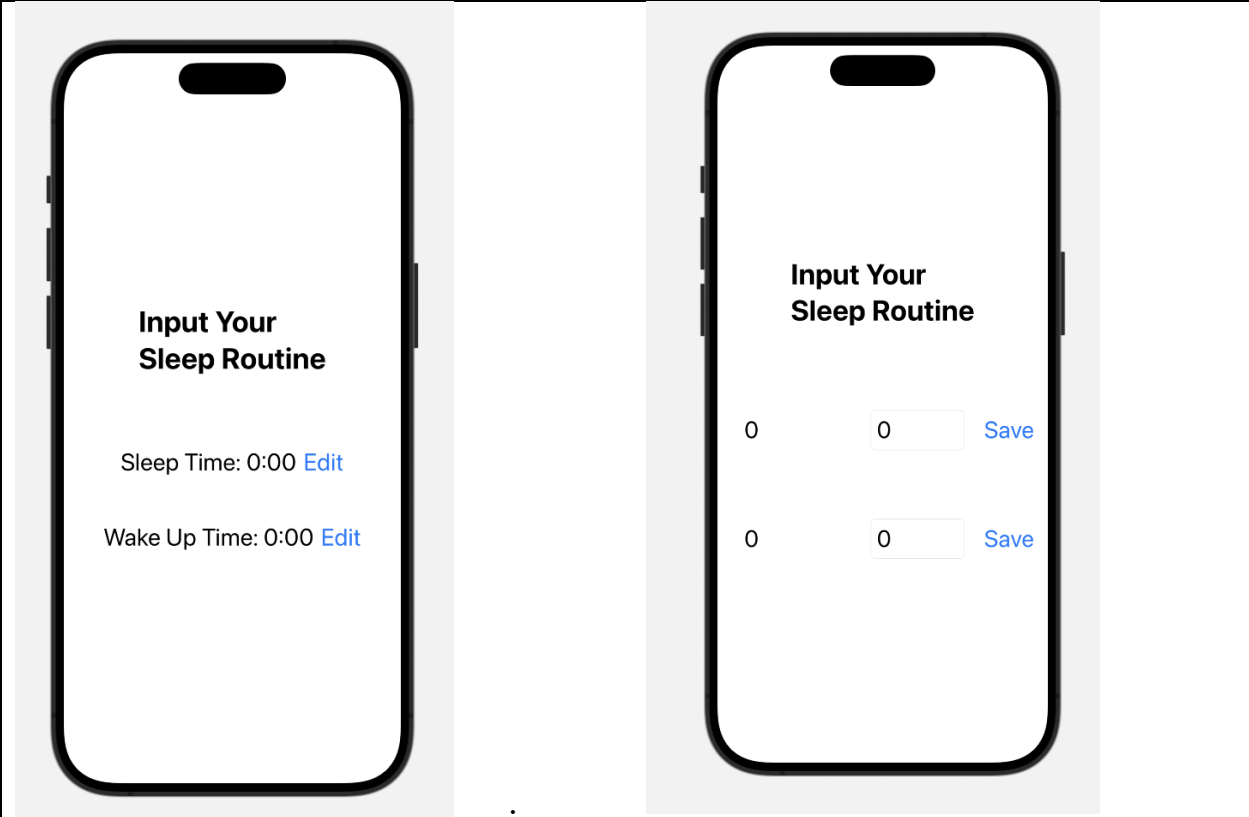 Input Your
Sleep Routine
Sleep Time: 0:00 Edit
Wake Up Time: 0:00 Edit
.
Input Your
Sleep Routine
0 0 Save
0 0 Save